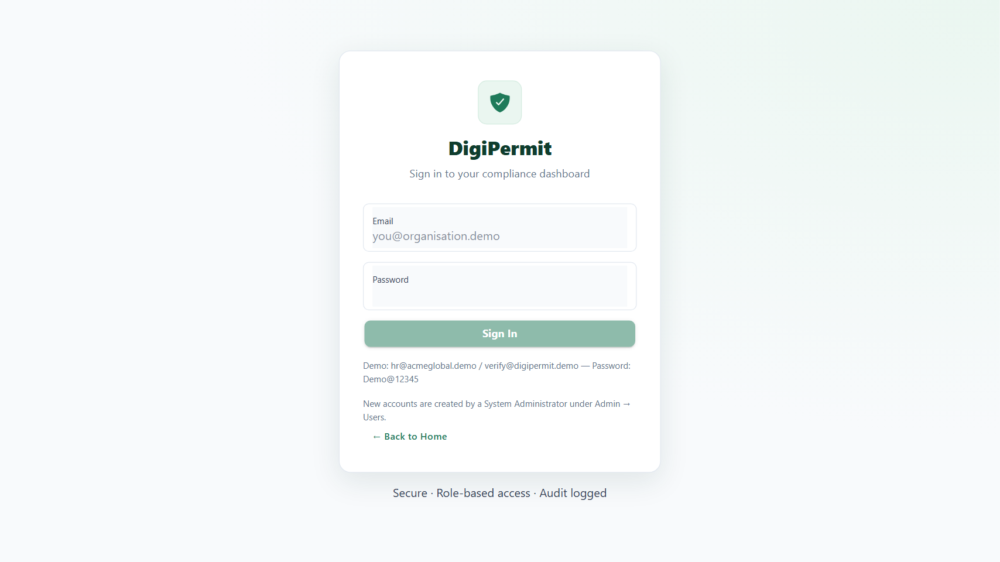 DigiPermit
Sign in to your compliance dashboard
Email
you@organisation.demo
Password
Sign In
Demo: hr@acmeglobal.demo / verify@digipermit.demo — Password:
Demo@12345
New accounts are created by a System Administrator under Admin →
Users.
← Back to Home
Secure · Role-based access · Audit logged